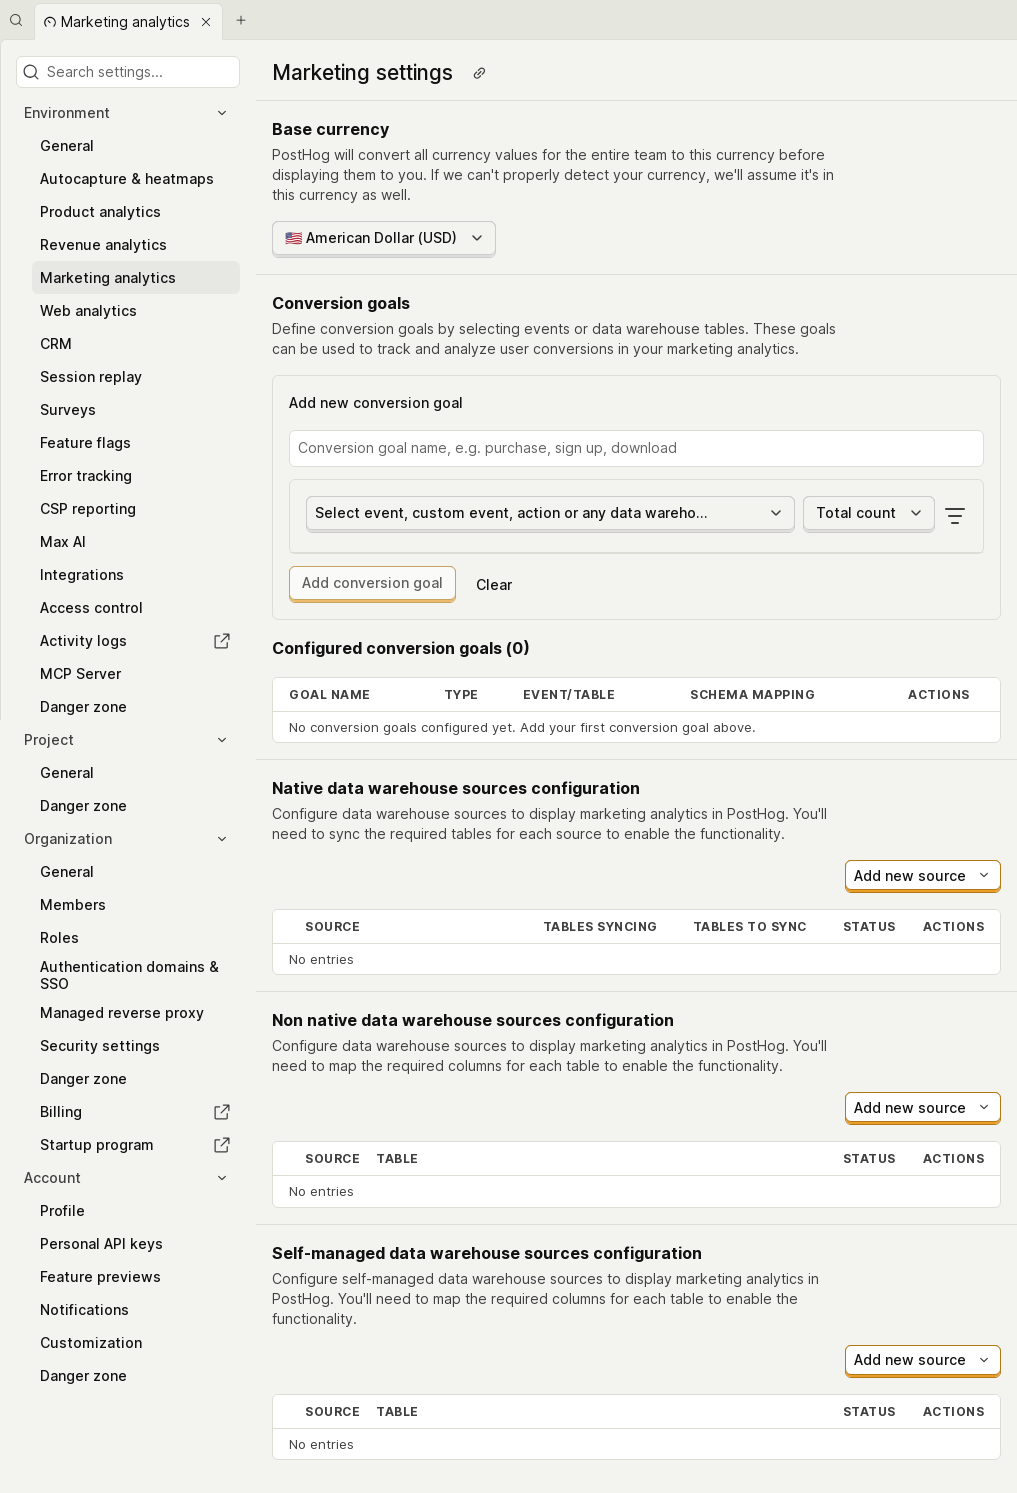 Marketing analytics
Search settings...
Environment
General
Autocapture & heatmaps
Product analytics
Revenue analytics
Marketing analytics
Web analytics
CRM
Session replay
Surveys
Feature flags
Error tracking
CSP reporting
Max AI
Integrations
Access control
Activity logs
MCP Server
Danger zone
Project
General
Danger zone
Organization
General
Members
Roles
Authentication domains &
SSO
Managed reverse proxy
Security settings
Danger zone
Billing
Startup program
Account
Profile
Personal API keys
Feature previews
Notifications
Customization
Danger zone
Marketing settings
Base currency
PostHog will convert all currency values for the entire team to this currency before
displaying them to you. If we can't properly detect your currency, we'll assume it's in
this currency as well.
🇺🇸 American Dollar (USD)
Conversion goals
Define conversion goals by selecting events or data warehouse tables. These goals
can be used to track and analyze user conversions in your marketing analytics.
Add new conversion goal
Conversion goal name, e.g. purchase, sign up, download
Select event, custom event, action or any data wareho... Total count
Add conversion goal Clear
Configured conversion goals (0)
GOAL NAME TYPE EVENT/TABLE SCHEMA MAPPING ACTIONS
No conversion goals configured yet. Add your first conversion goal above.
Native data warehouse sources configuration
Configure data warehouse sources to display marketing analytics in PostHog. You'll
need to sync the required tables for each source to enable the functionality.
Add new source
SOURCE TABLES SYNCING TABLES TO SYNC STATUS ACTIONS
No entries
Non native data warehouse sources configuration
Configure data warehouse sources to display marketing analytics in PostHog. You'll
need to map the required columns for each table to enable the functionality.
Add new source
SOURCE TABLE STATUS ACTIONS
No entries
Self-managed data warehouse sources configuration
Configure self-managed data warehouse sources to display marketing analytics in
PostHog. You'll need to map the required columns for each table to enable the
functionality.
Add new source
SOURCE TABLE STATUS ACTIONS
No entries